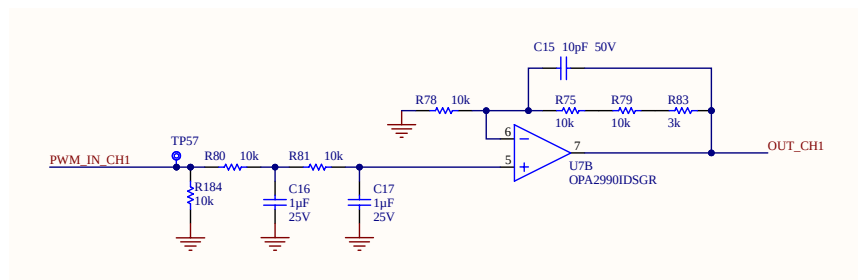 C15 10pF 50V
R78 10k
R75
R79
R83
10k
10k
3k
TP57
6
7
OUT_CH1
PWM_IN_CH1
R80 10k
R81 10k
5
U7B
OPA2990IDSGR
R184
10k
C16
1µF
25V
C17
1µF
25V